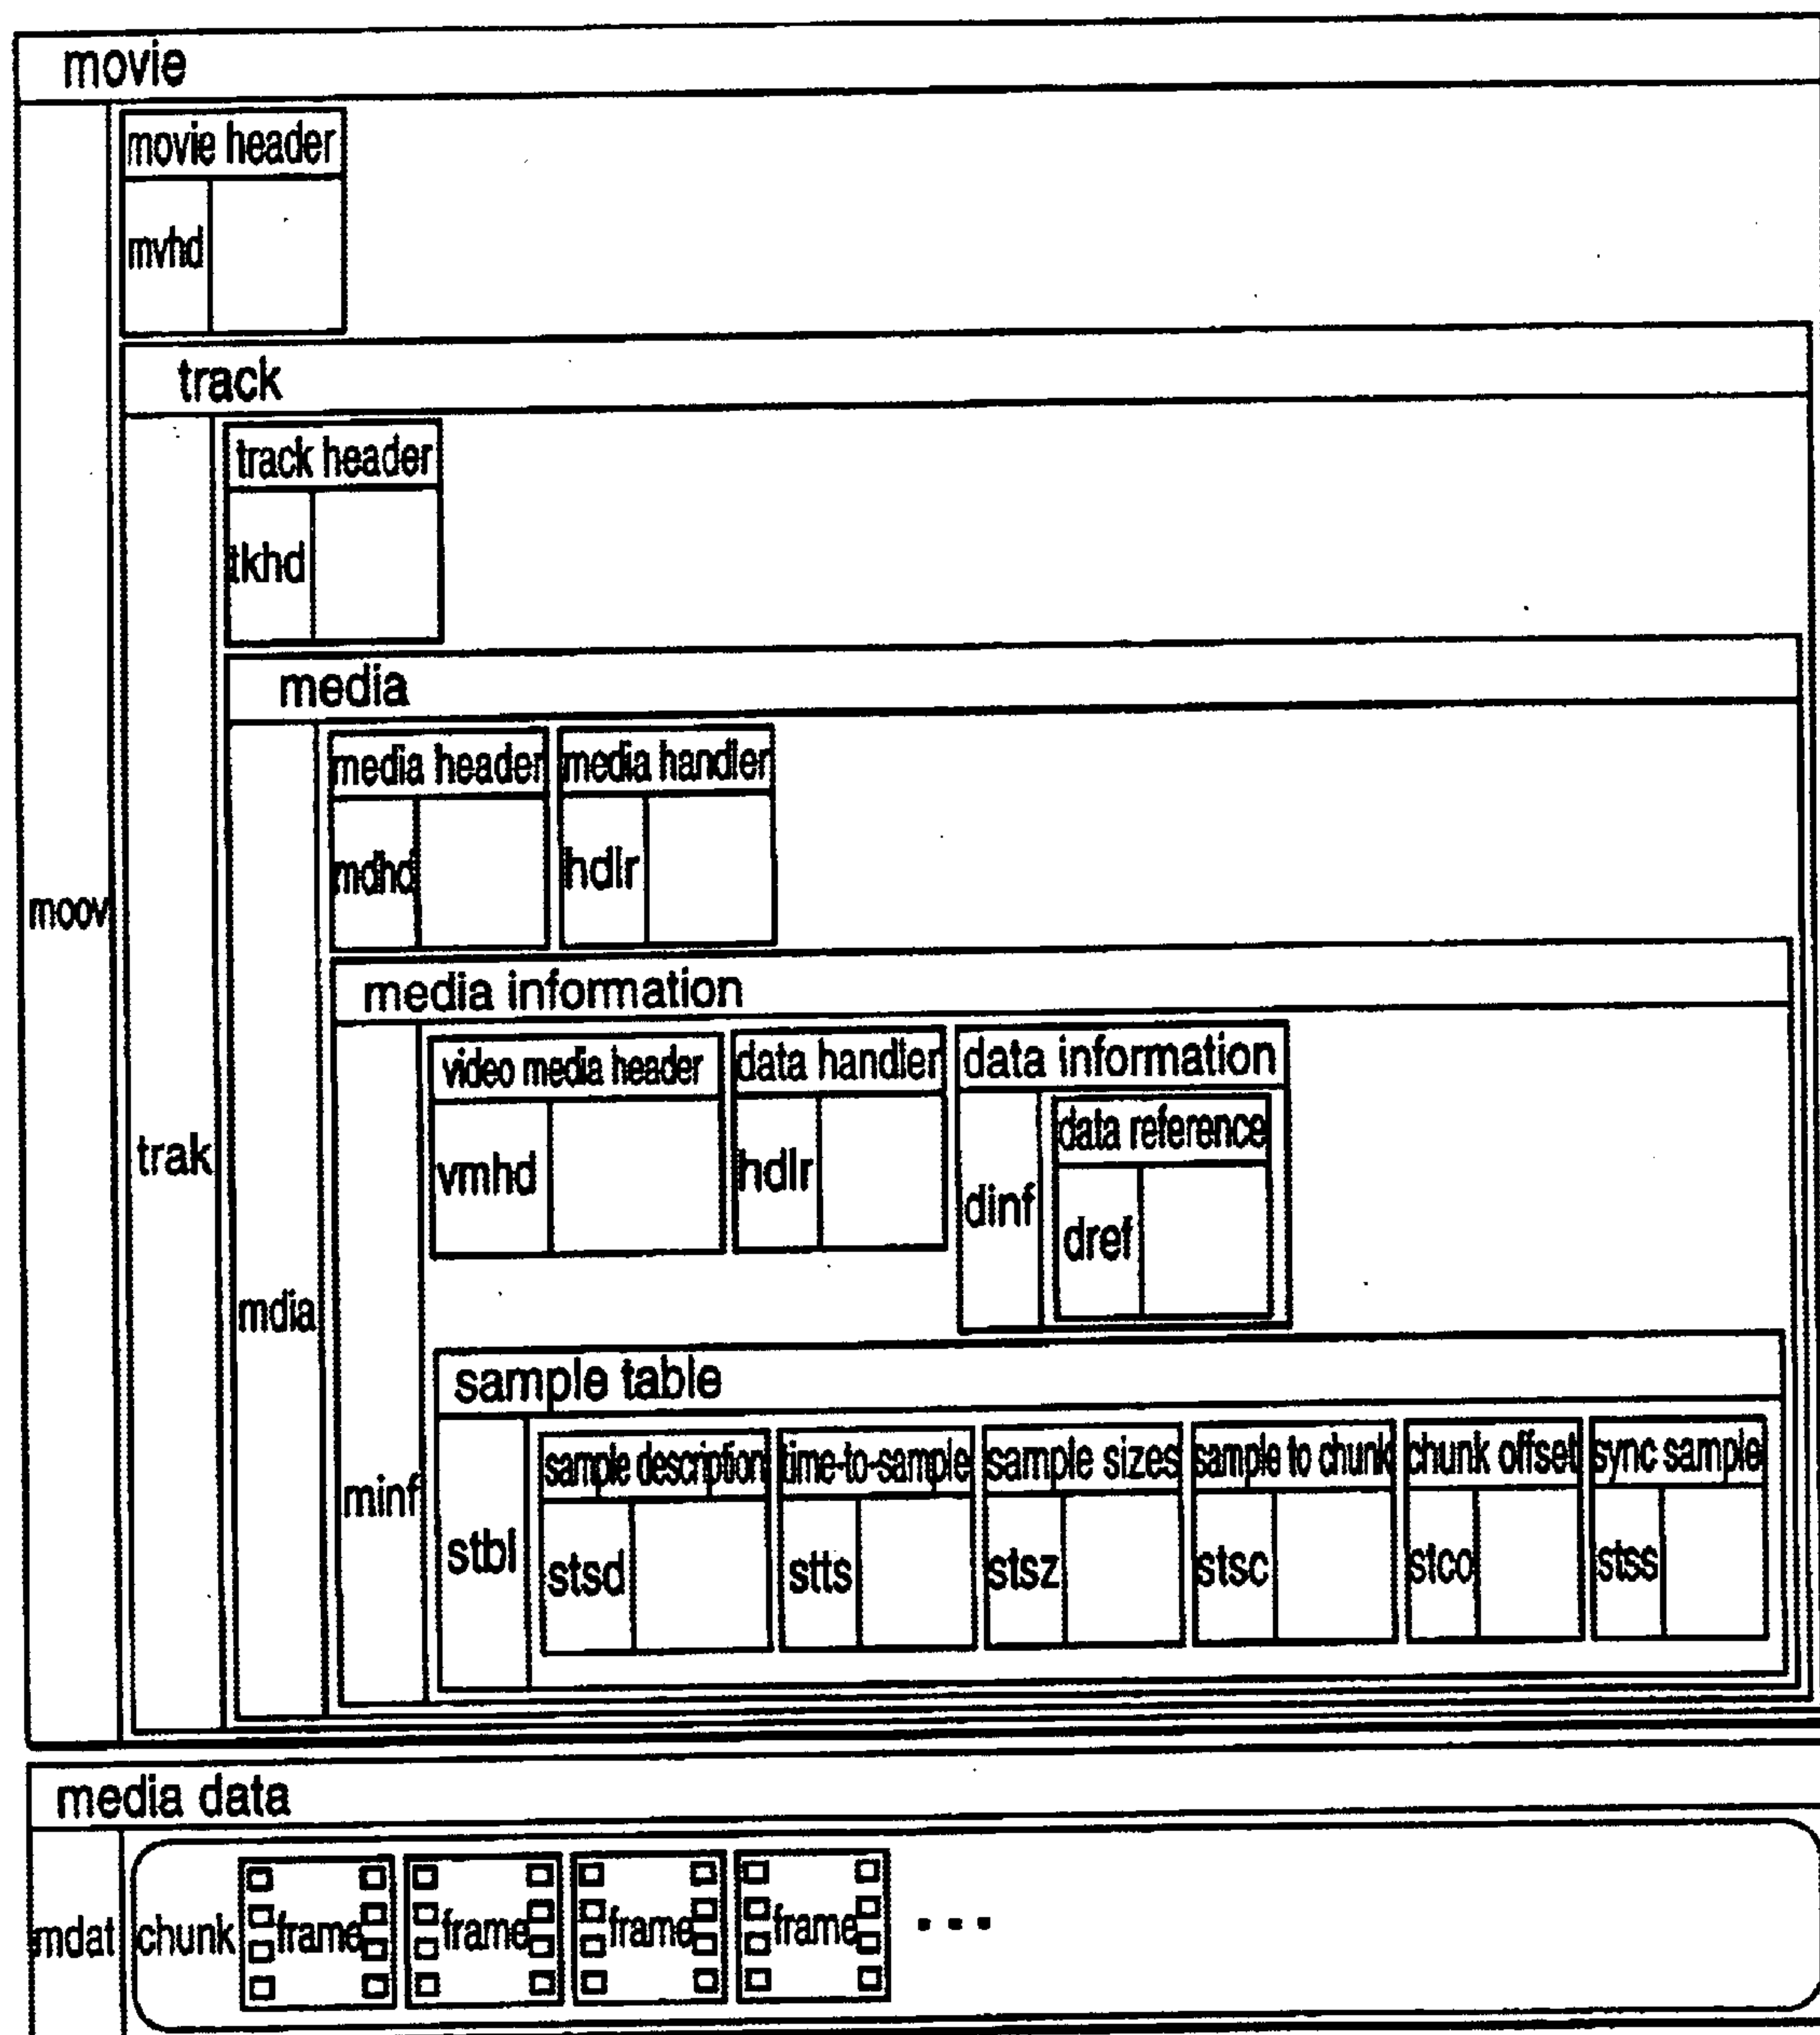 movie
movie header
mvhd
track
track header
tkhd
media
media header
media handler
mdhd
hdlr
moov
media information
video media header
data handler
data information
data reference
vmhd
hdlr
dinf
dref
trak
mdia
sample table
sample description
time-to-sample
sample sizes
sample to chunk
chunk offset
sync sample
minf
stbl
stsd
stts
stsz
stsc
stco
stss
media data
mdat
chunk
frame
frame
frame
frame
...